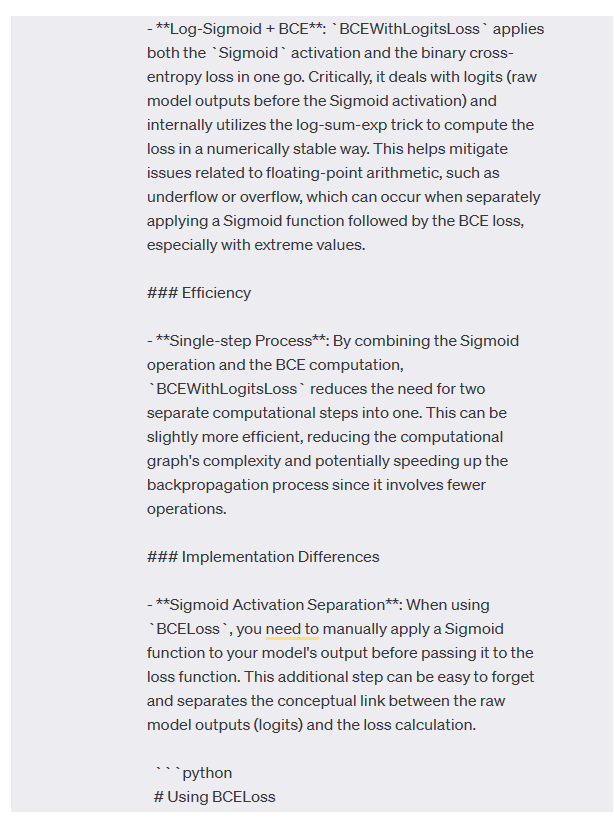 - **Log-Sigmoid + BCE**: `BCEWithLogitsLoss` applies
both the `Sigmoid` activation and the binary cross-
entropy loss in one go. Critically, it deals with logits (raw
model outputs before the Sigmoid activation) and
internally utilizes the log-sum-exp trick to compute the
loss in a numerically stable way. This helps mitigate
issues related to floating-point arithmetic, such as
underflow or overflow, which can occur when separately
applying a Sigmoid function followed by the BCE loss,
especially with extreme values.
### Efficiency
- **Single-step Process**: By combining the Sigmoid
operation and the BCE computation,
`BCEWithLogitsLoss` reduces the need for two
separate computational steps into one. This can be
slightly more efficient, reducing the computational
graph's complexity and potentially speeding up the
backpropagation process since it involves fewer
operations.
### Implementation Differences
- **Sigmoid Activation Separation**: When using
`BCELoss`, you need to manually apply a Sigmoid
function to your model's output before passing it to the
loss function. This additional step can be easy to forget
and separates the conceptual link between the raw
model outputs (logits) and the loss calculation.
```python
# Using BCELoss